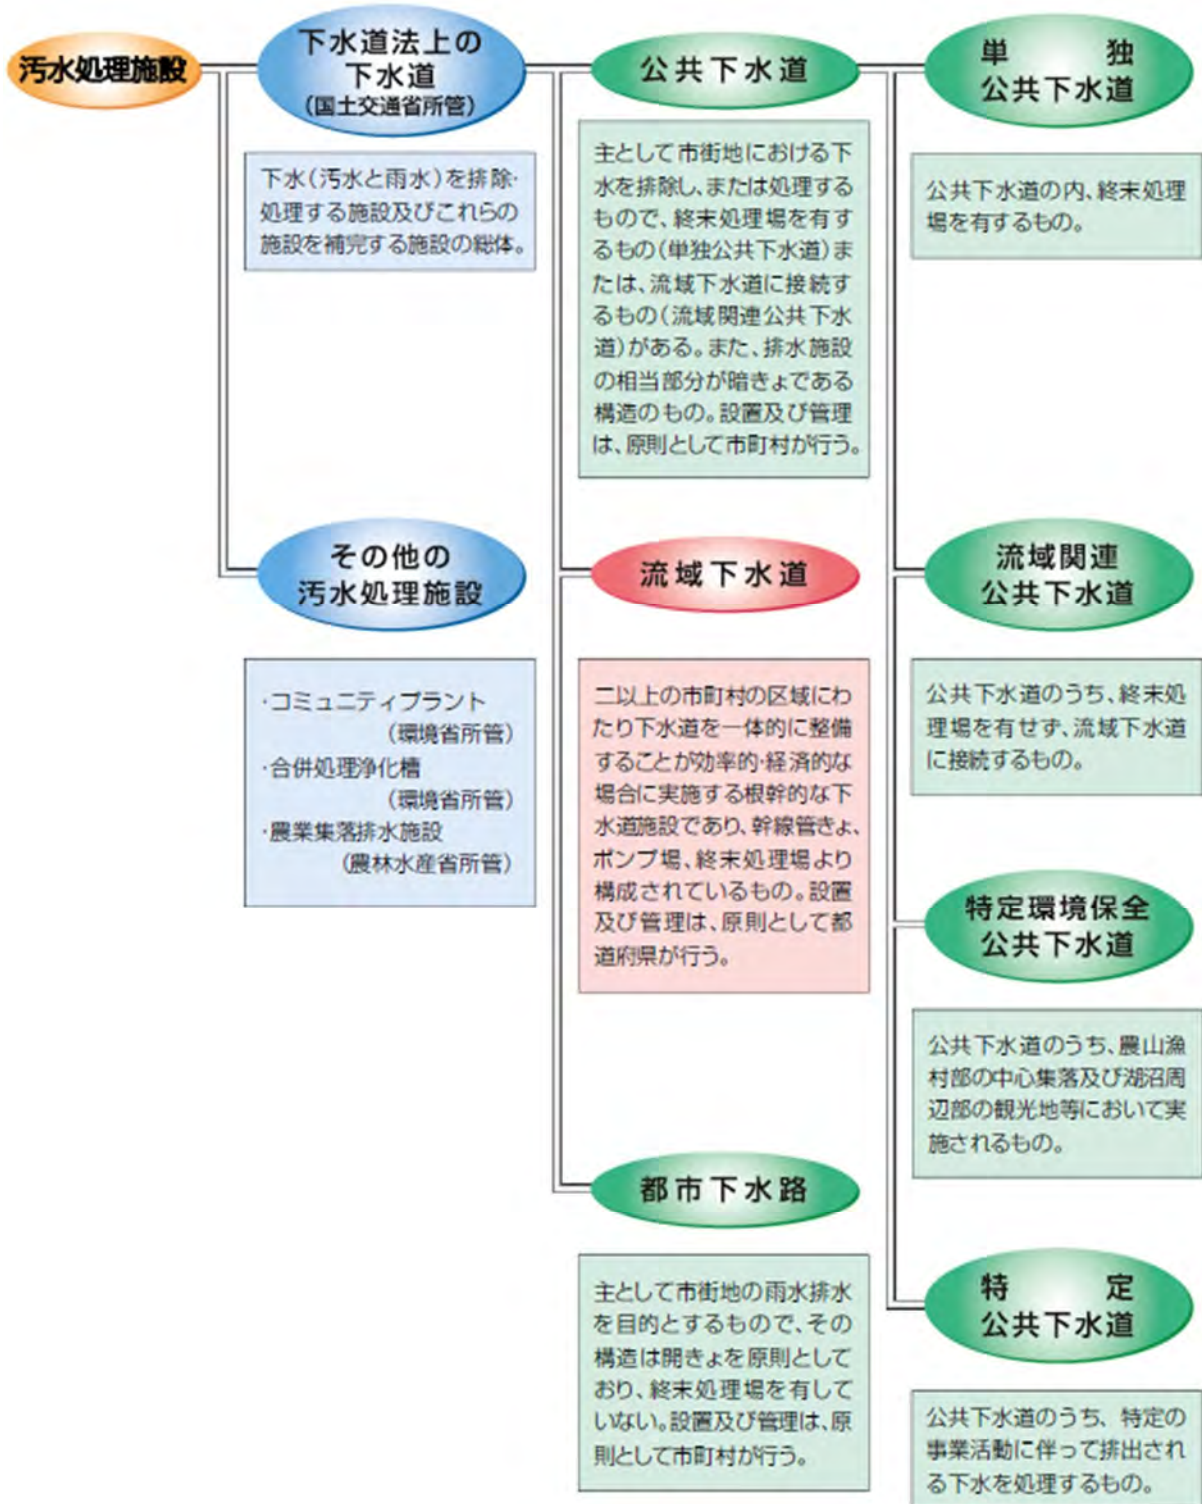 汚水処理施設
下水道法上の
下水道
（国土交通省所管）
下水（汚水と雨水）を排除・
処理する施設及びこれらの
施設を補完する施設の総体。
その他の
汚水処理施設
・コミュニティプラント
（環境省所管）
・合併処理浄化槽
（環境省所管）
・農業集落排水施設
（農林水産省所管）
公共下水道
主として市街地における下
水を排除し、または処理する
もので、終末処理場を有す
るもの（単独公共下水道）ま
たは、流域下水道に接続す
るもの（流域関連公共下水
道）がある。また、排水施設
の相当部分が暗きょである
構造のもの。設置及び管理
は、原則として市町村が行う。
流域下水道
二以上の市町村の区域にわ
たり下水道を一体的に整備
することが効率的・経済的な
場合に実施する根幹的な下
水道施設であり、幹線管きょ、
ポンプ場、終末処理場より
構成されているもの。設置
及び管理は、原則として都
道府県が行う。
都市下水路
主として市街地の雨水排水
を目的とするもので、その
構造は開きょを原則として
おり、終末処理場を有して
いない。設置及び管理は、原
則として市町村が行う。
単独
公共下水道
公共下水道の内、終末処理
場を有するもの。
流域関連
公共下水道
公共下水道のうち、終末処
理場を有せず、流域下水道
に接続するもの。
特定環境保全
公共下水道
公共下水道のうち、農山漁
村部の中心集落及び湖沼周
辺部の観光地等において実
施されるもの。
特定
公共下水道
公共下水道のうち、特定の
事業活動に伴って排出され
る下水を処理するもの。